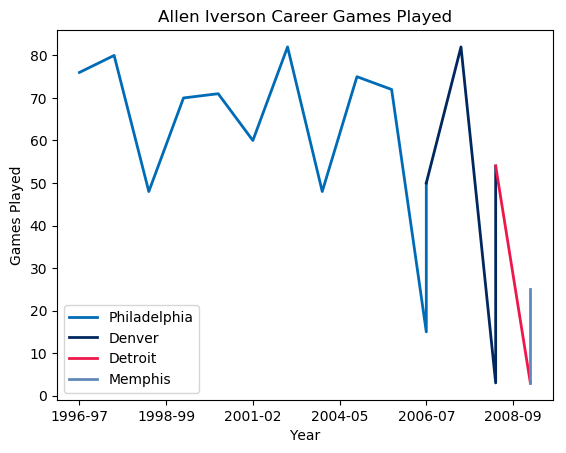 Allen Iverson Career Games Played
80
70
60
50
40
30
20
10
0
Games Played
Philadelphia
Denver
Detroit
Memphis
1996-97 1998-99 2001-02 2004-05 2006-07 2008-09
Year